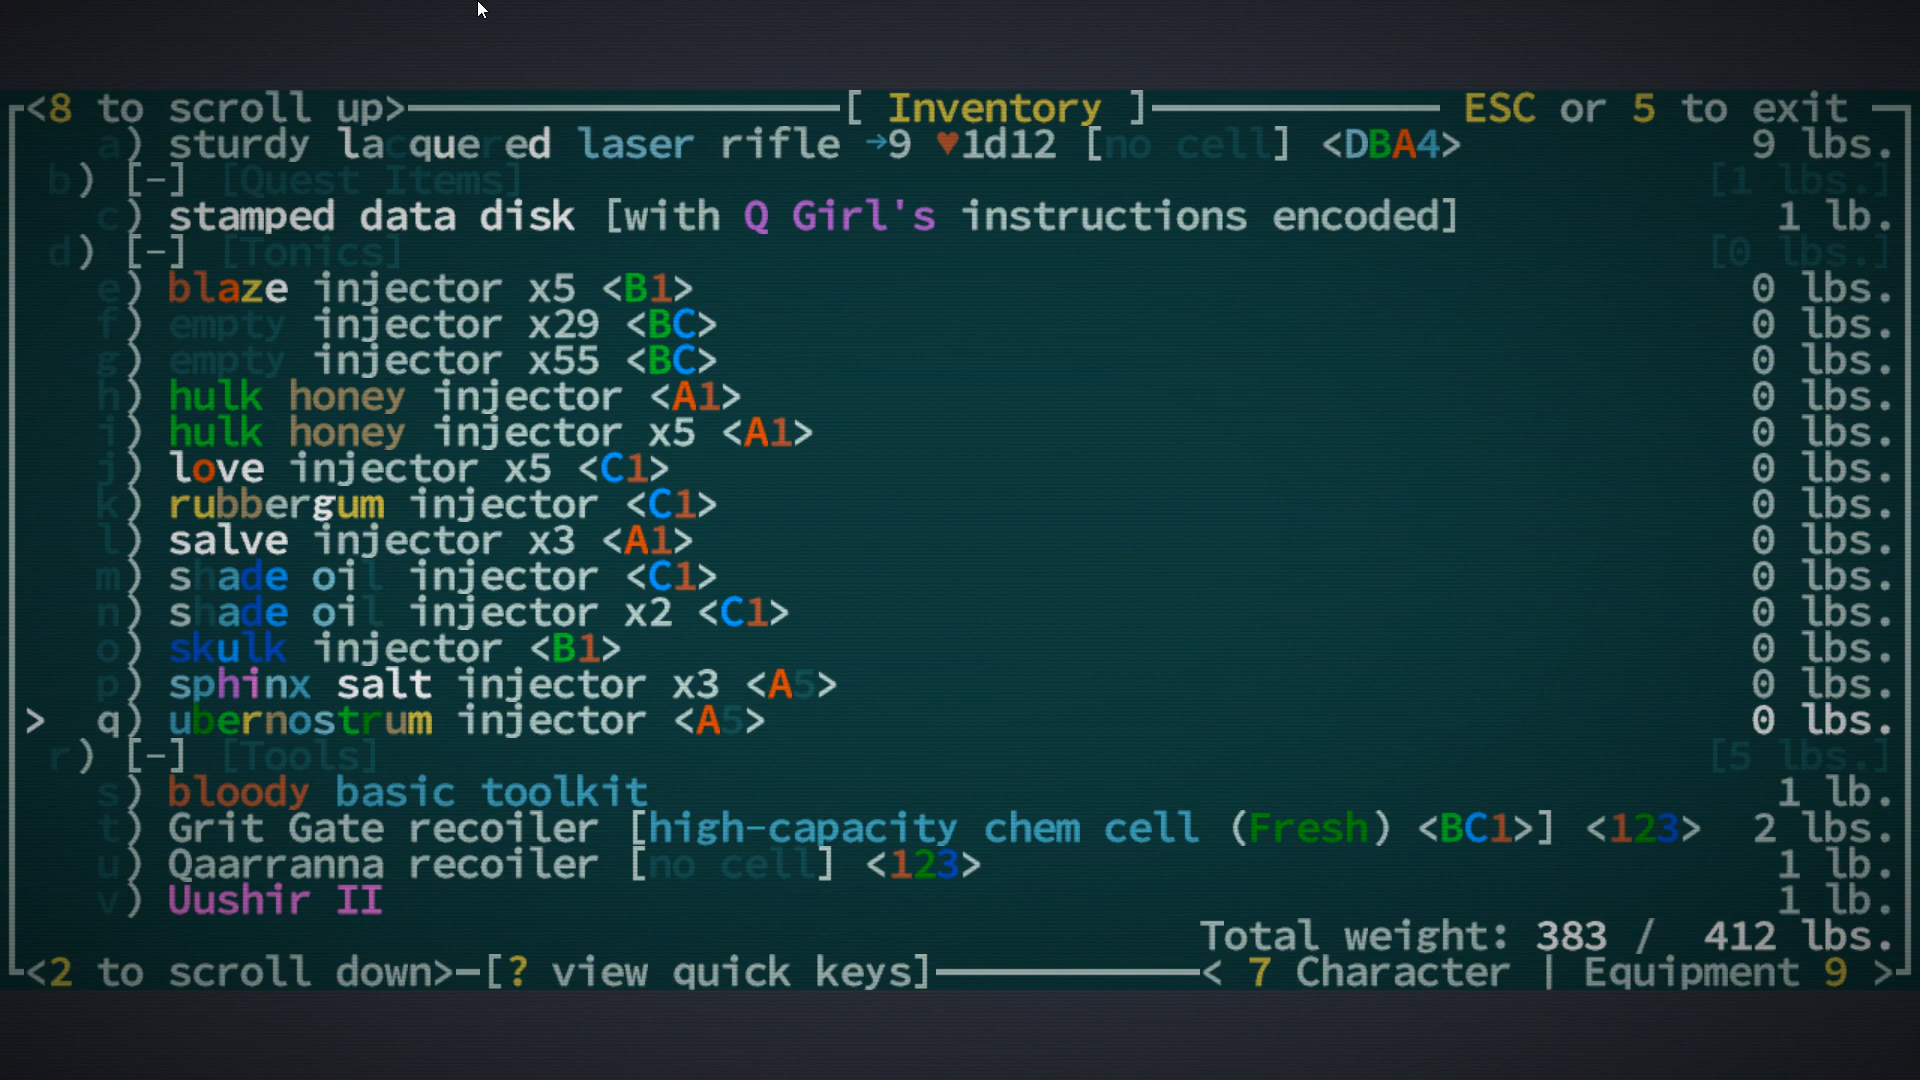 <8 to scroll up> [ Inventory ] ESC or 5 to exit
a) sturdy lacquered laser rifle →9 ♥1d12 [no cell] <DBA4> 9 lbs.
b) [-] [Quest Items] [1 lbs.]
c) stamped data disk [with Q Girl's instructions encoded] 1 lb.
d) [-] [Tonics] [0 lbs.]
e) blaze injector x5 <B1> 0 lbs.
f) empty injector x29 <BC> 0 lbs.
g) empty injector x55 <BC> 0 lbs.
h) hulk honey injector <A1> 0 lbs.
i) hulk honey injector x5 <A1> 0 lbs.
j) love injector x5 <C1> 0 lbs.
k) rubbergum injector <C1> 0 lbs.
l) salve injector x3 <A1> 0 lbs.
m) shade oil injector <C1> 0 lbs.
n) shade oil injector x2 <C1> 0 lbs.
o) skulk injector <B1> 0 lbs.
p) sphinx salt injector x3 <A5> 0 lbs.
> q) ubernostrum injector <A5> 0 lbs.
r) [-] [Tools] [5 lbs.]
s) bloody basic toolkit 1 lb.
t) Grit Gate recoiler [high-capacity chem cell (Fresh) <BC1>] <123> 2 lbs.
u) Qaarranna recoiler [no cell] <123> 1 lb.
v) Uushir II 1 lb.
Total weight: 383 / 412 lbs.
<2 to scroll down> [? view quick keys] < 7 Character | Equipment 9 >